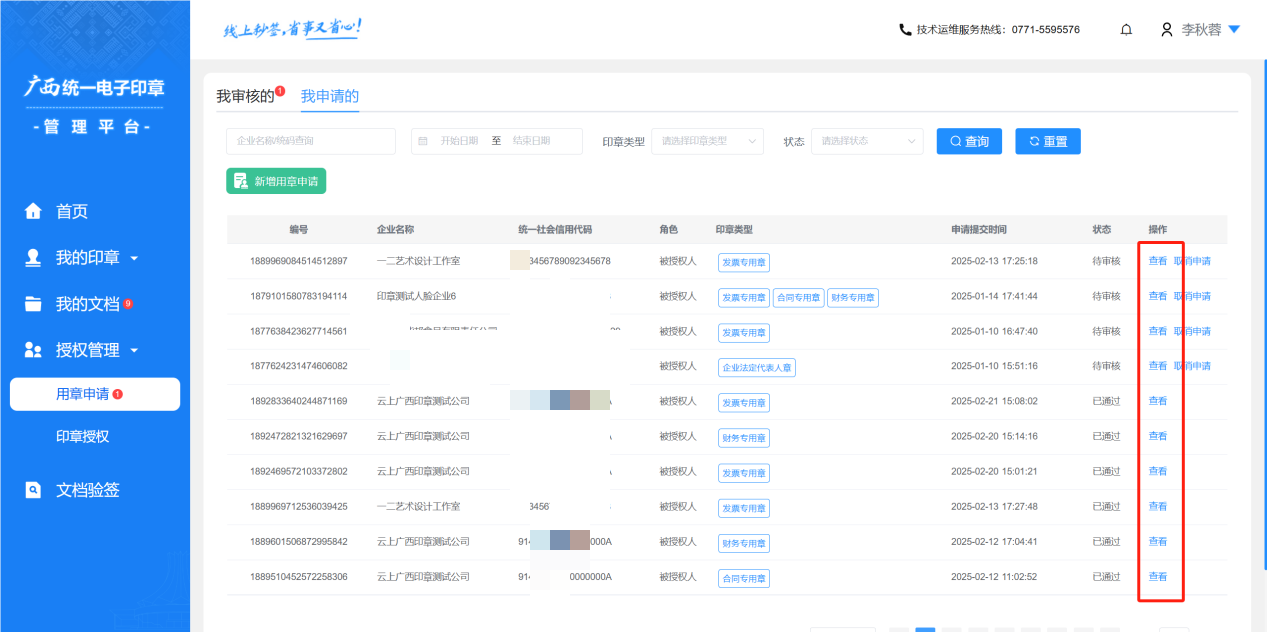 线上秒签,省事又省心!
技术运维服务热线：0771-5595576
李秋蓉
广西统一电子印章
-管 理 平 台-
首页
我的印章
我的文档 9
授权管理
用章申请 1
印章授权
文档验签
我审核的 1 我申请的
企业名称/统码查询 开始日期 至 结束日期 印章类型 请选择印章类型 状态 请选择状态 查询 重置
新增用章申请
编号 企业名称 统一社会信用代码 角色 印章类型 申请提交时间 状态 操作
1889969084514512897 一二艺术设计工作室 3456789092345678 被授权人 发票专用章 2025-02-13 17:25:18 待审核 查看 取消申请
1879101580783194114 印章测试人脸企业6 被授权人 发票专用章 合同专用章 财务专用章 2025-01-14 17:41:44 待审核 查看 取消申请
1877638423627714561 被授权人 发票专用章 2025-01-10 16:47:40 待审核 查看 取消申请
1877624231474606082 被授权人 企业法定代表人章 2025-01-10 15:51:16 待审核 查看 取消申请
1892833640244871169 云上广西印章测试公司 被授权人 发票专用章 2025-02-21 15:08:02 已通过 查看
1892472821321629697 云上广西印章测试公司 被授权人 财务专用章 2025-02-20 15:14:16 已通过 查看
1892469572103372802 云上广西印章测试公司 被授权人 发票专用章 2025-02-20 15:01:21 已通过 查看
1889969712536039425 一二艺术设计工作室 3456 被授权人 发票专用章 2025-02-13 17:27:48 已通过 查看
1889601506872995842 云上广西印章测试公司 91 000A 被授权人 财务专用章 2025-02-12 17:04:41 已通过 查看
1889510452572258306 云上广西印章测试公司 91 0000000A 被授权人 合同专用章 2025-02-12 11:02:52 已通过 查看